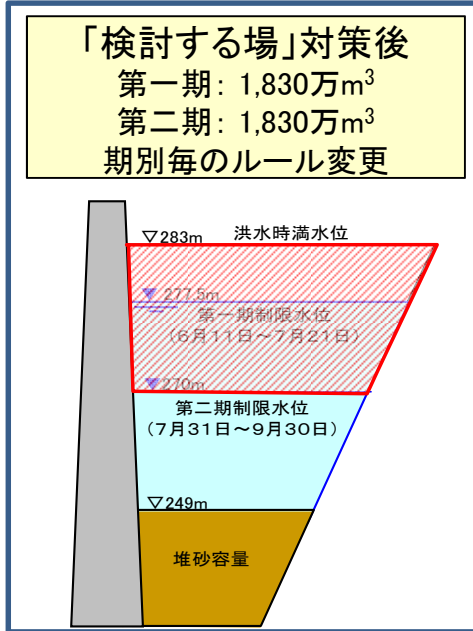 「検討する場」対策後
第一期：1,830万m³
第二期：1,830万m³
期別毎のルール変更
▽283m 洪水時満水位
▼277.5m
第一期制限水位
（6月11日～7月21日）
▼270m
第二期制限水位
（7月31日～9月30日）
▽249m
堆砂容量